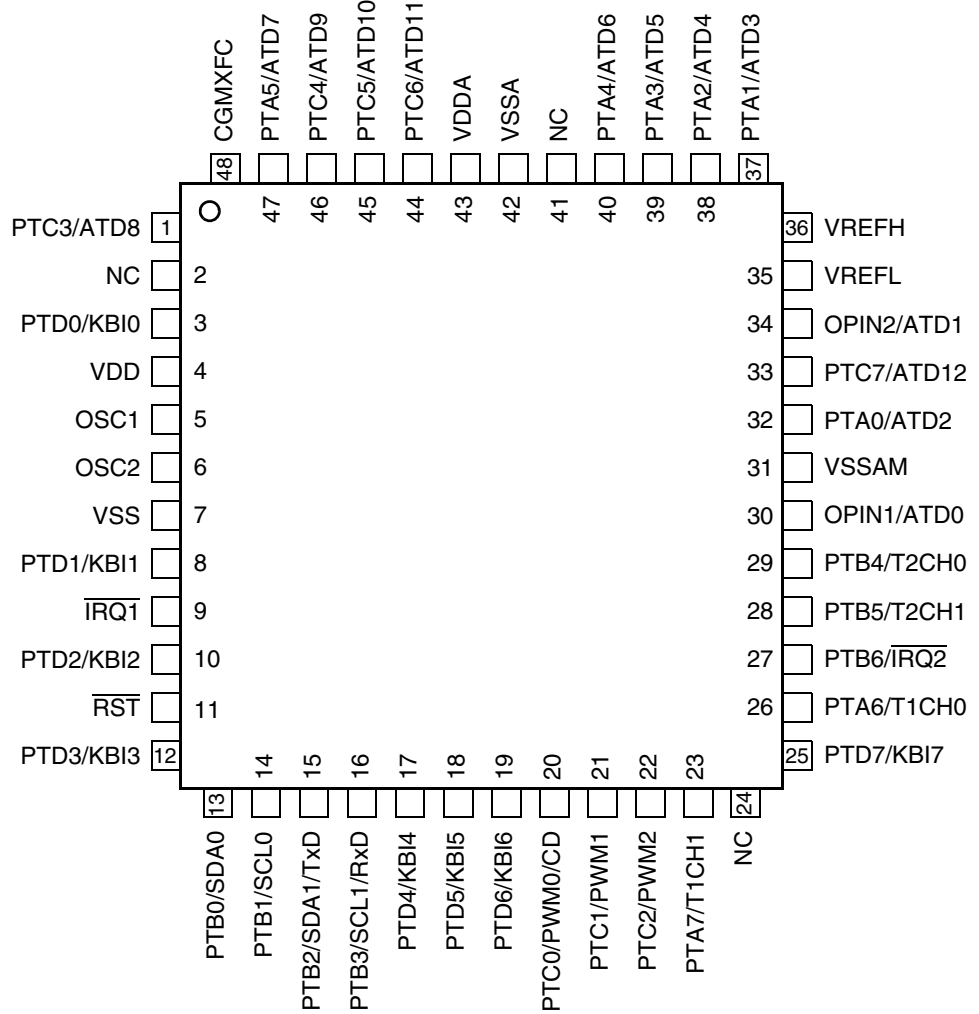 CGMXFC
PTA5/ATD7
PTC4/ATD9
PTC5/ATD10
PTC6/ATD11
VDDA
VSSA
NC
PTA4/ATD6
PTA3/ATD5
PTA2/ATD4
PTA1/ATD3
48
47
46
45
44
43
42
41
40
39
38
37
PTC3/ATD8 1
NC 2
PTD0/KBI0 3
VDD 4
OSC1 5
OSC2 6
VSS 7
PTD1/KBI1 8
IRQ1 9
PTD2/KBI2 10
RST 11
PTD3/KBI3 12
36 VREFH
35 VREFL
34 OPIN2/ATD1
33 PTC7/ATD12
32 PTA0/ATD2
31 VSSAM
30 OPIN1/ATD0
29 PTB4/T2CH0
28 PTB5/T2CH1
27 PTB6/IRQ2
26 PTA6/T1CH0
25 PTD7/KBI7
13
14
15
16
17
18
19
20
21
22
23
24
PTB0/SDA0
PTB1/SCL0
PTB2/SDA1/TxD
PTB3/SCL1/RxD
PTD4/KBI4
PTD5/KBI5
PTD6/KBI6
PTC0/PWM0/CD
PTC1/PWM1
PTC2/PWM2
PTA7/T1CH1
NC